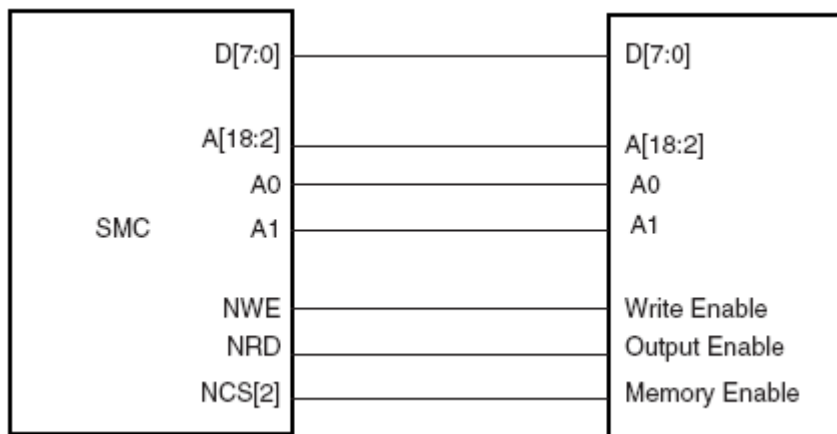 D[7:0] D[7:0]
A[18:2] A[18:2]
A0 A0
SMC A1 A1
NWE Write Enable
NRD Output Enable
NCS[2] Memory Enable